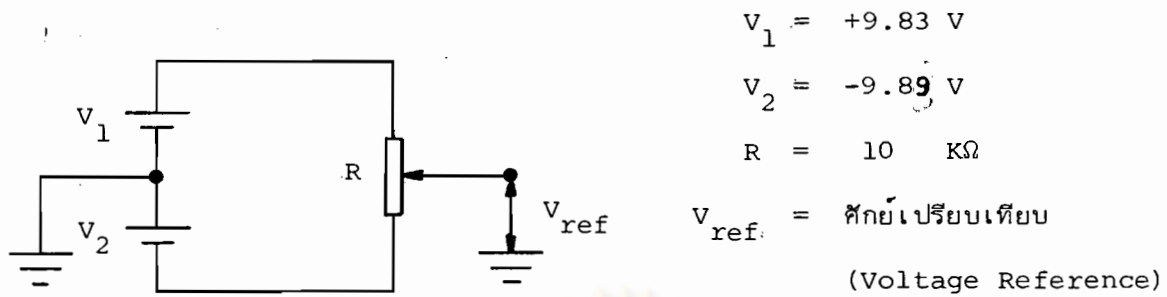 V1 = +9.83 V
V2 = -9.89 V
R = 10 KΩ
Vref = ศักย์เปรียบเทียบ
(Voltage Reference)
V1
R
V2
Vref